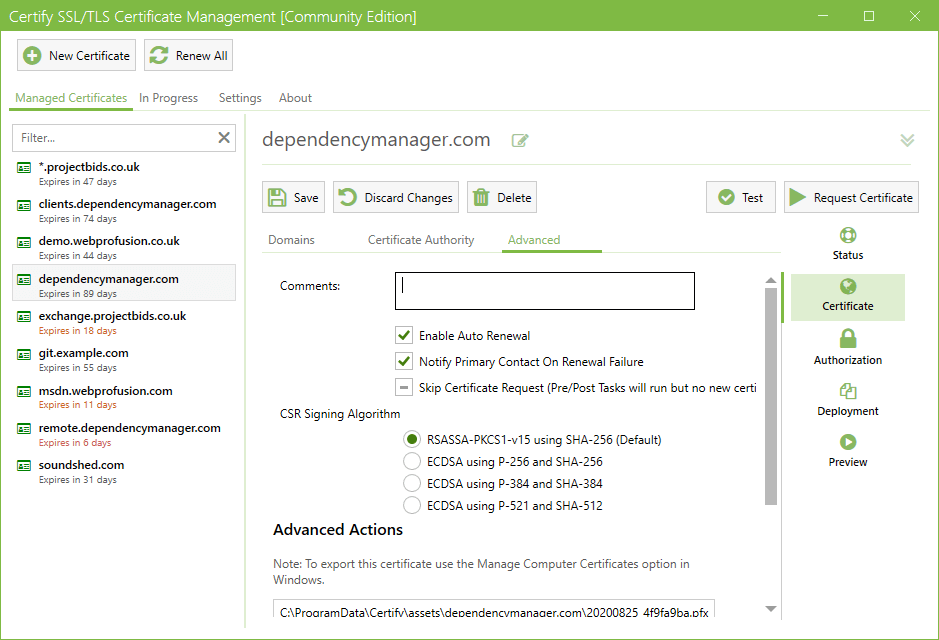 Certify SSL/TLS Certificate Management [Community Edition]
New Certificate
Renew All
Managed Certificates
In Progress
Settings
About
Filter...
*.projectbids.co.uk
Expires in 47 days
clients.dependencymanager.com
Expires in 74 days
demo.webprofusion.co.uk
Expires in 44 days
dependencymanager.com
Expires in 89 days
exchange.projectbids.co.uk
Expires in 18 days
git.example.com
Expires in 55 days
msdn.webprofusion.com
Expires in 11 days
remote.dependencymanager.com
Expires in 6 days
soundshed.com
Expires in 31 days
dependencymanager.com
Save
Discard Changes
Delete
Test
Request Certificate
Domains
Certificate Authority
Advanced
Comments:
Enable Auto Renewal
Notify Primary Contact On Renewal Failure
Skip Certificate Request (Pre/Post Tasks will run but no new certi
CSR Signing Algorithm
RSASSA-PKCS1-v15 using SHA-256 (Default)
ECDSA using P-256 and SHA-256
ECDSA using P-384 and SHA-384
ECDSA using P-521 and SHA-512
Advanced Actions
Note: To export this certificate use the Manage Computer Certificates option in
Windows.
C:\ProgramData\Certify\assets\dependencymanager.com\20200825_4f9fa9ba.pfx
Status
Certificate
Authorization
Deployment
Preview